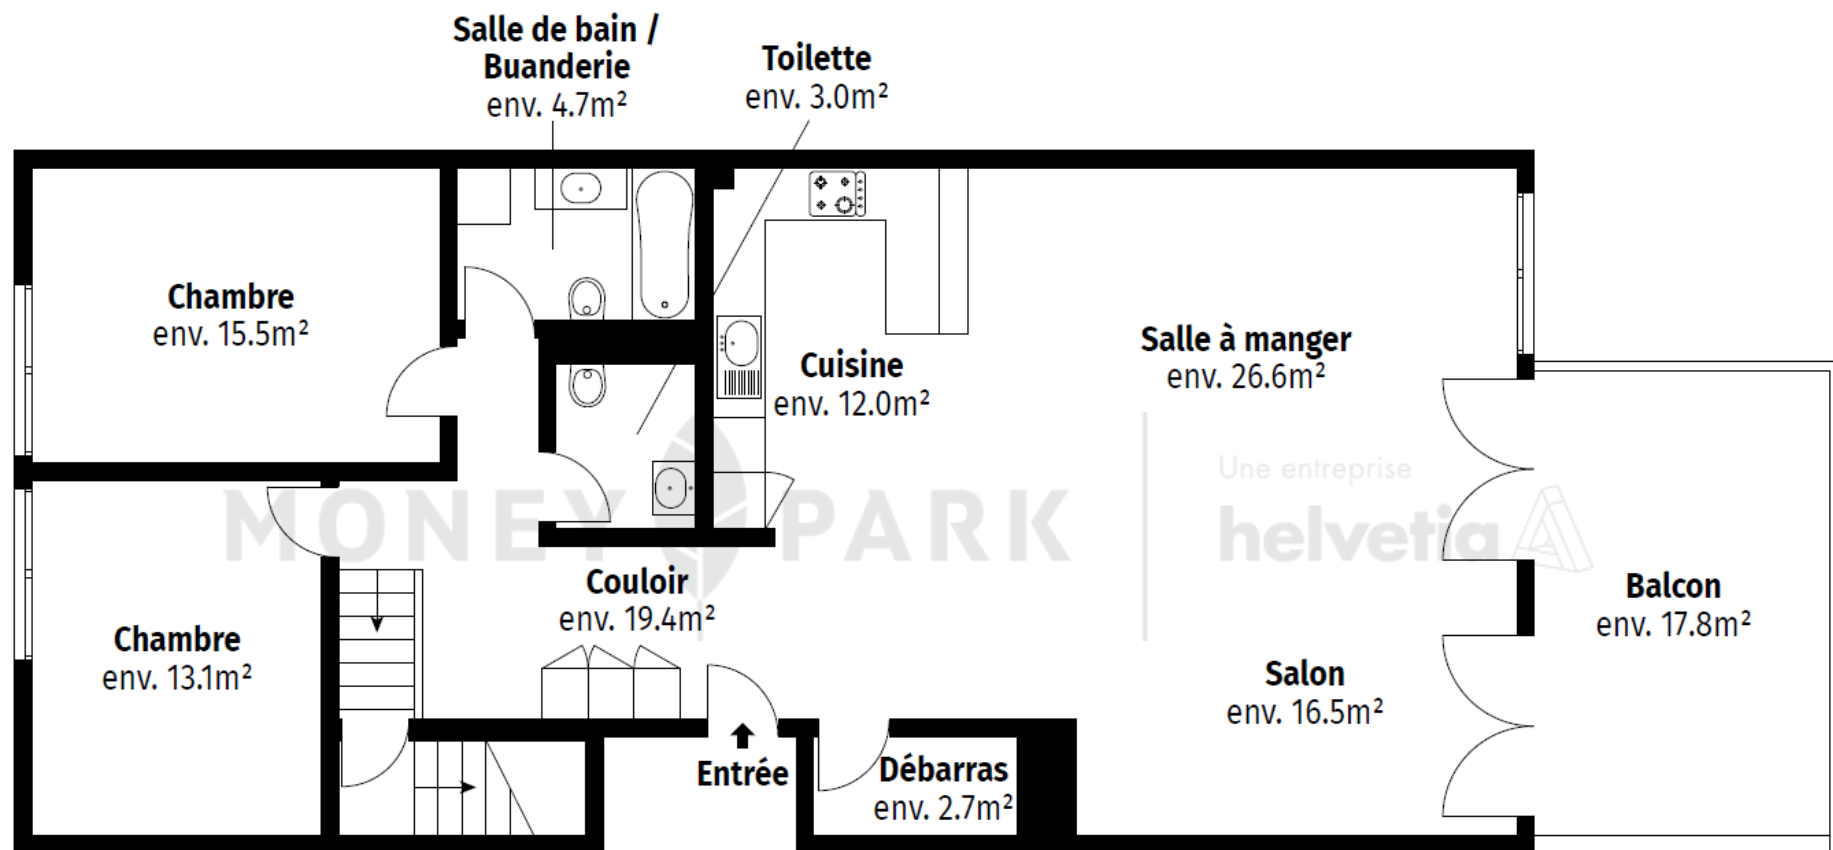 Salle de bain /
Buanderie
env. 4.7m²
Toilette
env. 3.0m²
Chambre
env. 15.5m²
Cuisine
env. 12.0m²
Salle à manger
env. 26.6m²
MONEY PARK
Une entreprise
helvetia
Chambre
env. 13.1m²
Couloir
env. 19.4m²
Salon
env. 16.5m²
Balcon
env. 17.8m²
Entrée
Débarras
env. 2.7m²